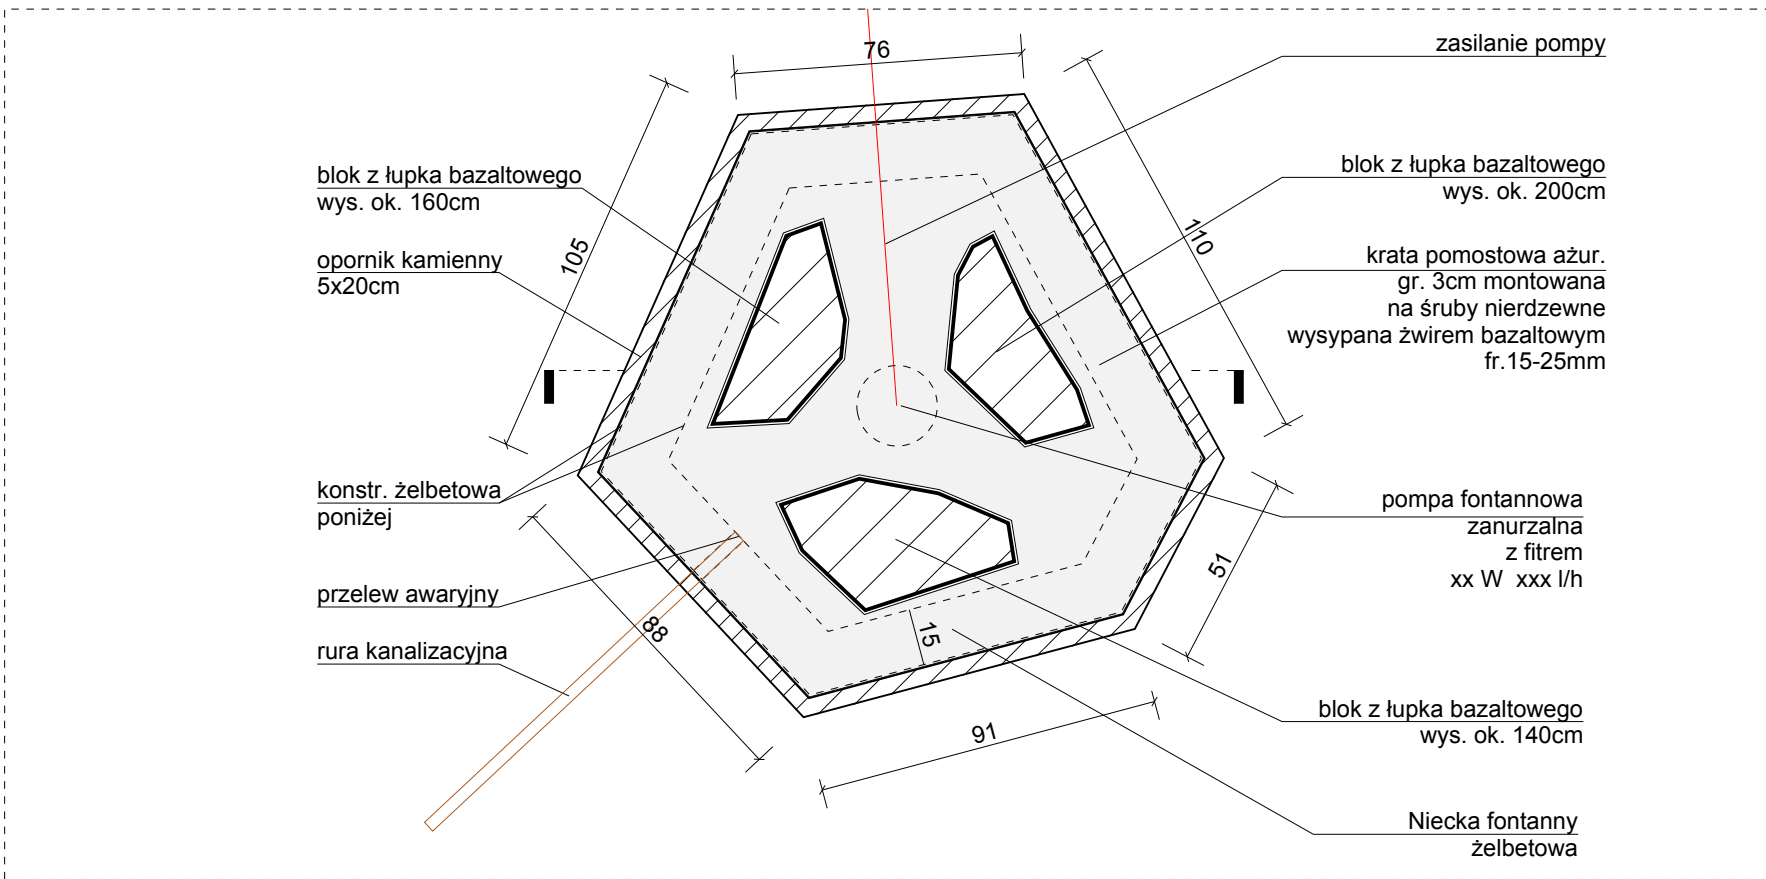 76
zasilanie pompy
blok z łupka bazaltowego
wys. ok. 160cm
opornik kamienny
5x20cm
105
110
blok z łupka bazaltowego
wys. ok. 200cm
krata pomostowa ażur.
gr. 3cm montowana
na śruby nierdzewne
wysypana żwirem bazaltowym
fr.15-25mm
konstr. żelbetowa
poniżej
przelew awaryjny
rura kanalizacyjna
88
15
91
51
pompa fontannowa
zanurzalna
z fitrem
xx W  xxx l/h
blok z łupka bazaltowego
wys. ok. 140cm
Niecka fontanny
żelbetowa